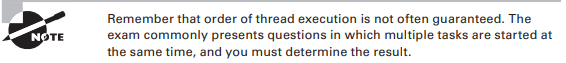 NOTE
Remember that order of thread execution is not often guaranteed. The
exam commonly presents questions in which multiple tasks are started at
the same time, and you must determine the result.